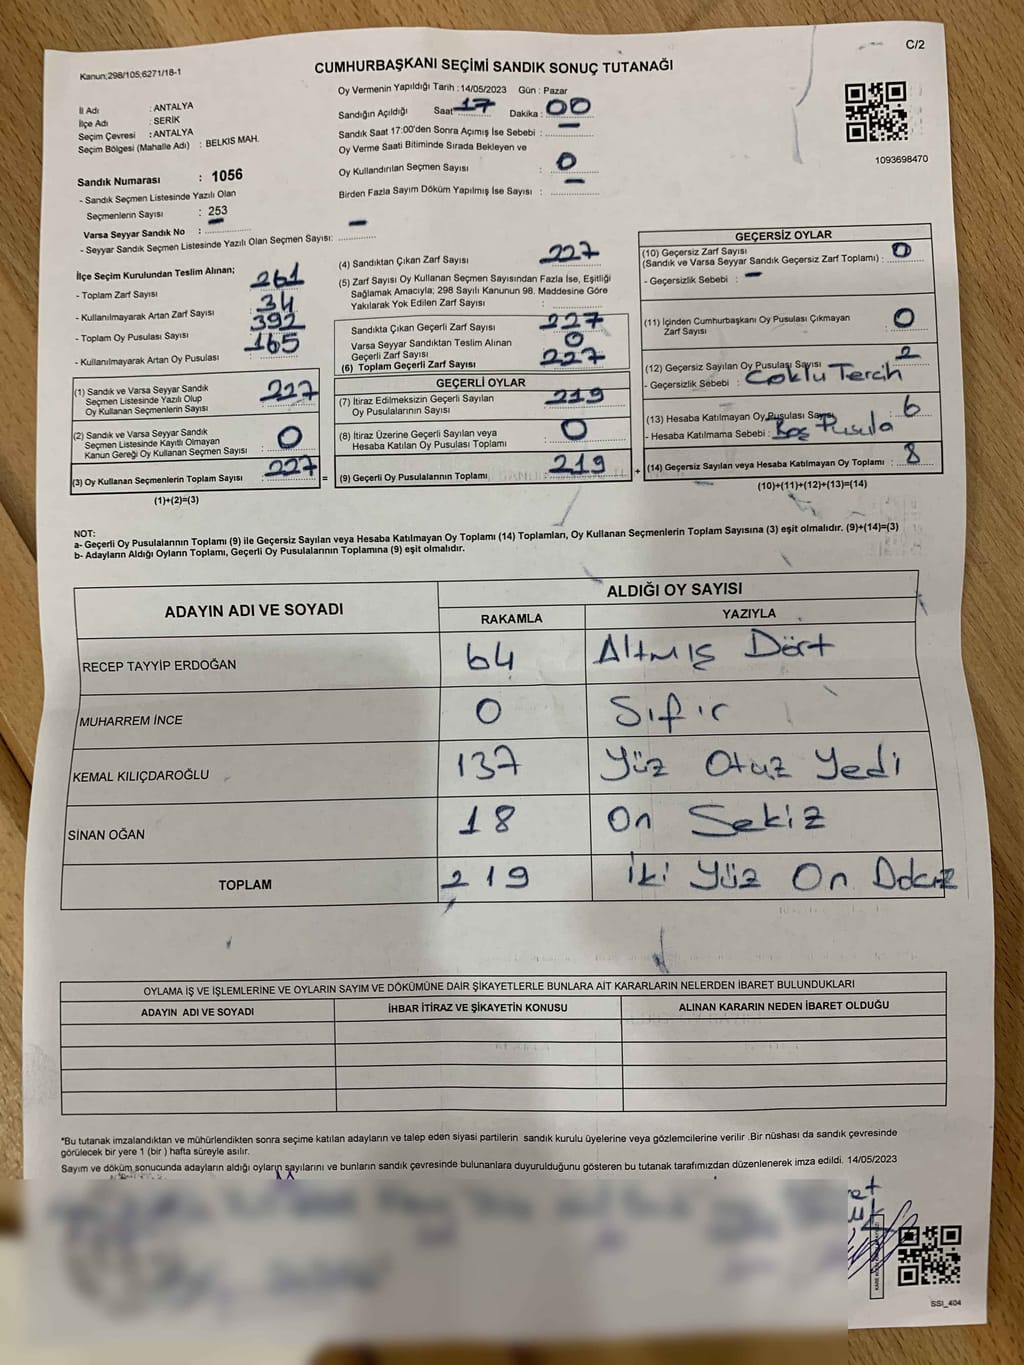 C/2
Kanun;298/105;6271/18-1
CUMHURBAŞKANI SEÇİMİ SANDIK SONUÇ TUTANAĞI
Oy Vermenin Yapıldığı Tarih :14/05/2023 Gün : Pazar
İl Adı : ANTALYA
İlçe Adı : SERİK
Seçim Çevresi : ANTALYA
Seçim Bölgesi (Mahalle Adı) : BELKIS MAH.
Sandığın Açıldığı Saat 17 Dakika : 00
Sandık Saat 17:00'den Sonra Açımış İse Sebebi : —
Oy Verme Saati Bitiminde Sırada Bekleyen ve
Oy Kullandırılan Seçmen Sayısı : 0
Birden Fazla Sayım Döküm Yapılmış İse Sayısı : —
1093698470
Sandık Numarası : 1056
- Sandık Seçmen Listesinde Yazılı Olan
Seçmenlerin Sayısı : 253
Varsa Seyyar Sandık No : —
- Seyyar Sandık Seçmen Listesinde Yazılı Olan Seçmen Sayısı: —
İlçe Seçim Kurulundan Teslim Alınan;
- Toplam Zarf Sayısı 261
- Kullanılmayarak Artan Zarf Sayısı 34
- Toplam Oy Pusulası Sayısı 392
- Kullanılmayarak Artan Oy Pusulası 165
(1) Sandık ve Varsa Seyyar Sandık
Seçmen Listesinde Yazılı Olup
Oy Kullanan Seçmenlerin Sayısı : 227
(2) Sandık ve Varsa Seyyar Sandık
Seçmen Listesinde Kayıtlı Olmayan
Kanun Gereği Oy Kullanan Seçmen Sayısı : 0
(3) Oy Kullanan Seçmenlerin Toplam Sayısı : 227 =
(1)+(2)=(3)
(4) Sandıktan Çıkan Zarf Sayısı : 227
(5) Zarf Sayısı Oy Kullanan Seçmen Sayısından Fazla İse, Eşitliği
Sağlamak Amacıyla; 298 Sayılı Kanunun 98. Maddesine Göre
Yakılarak Yok Edilen Zarf Sayısı :
Sandıkta Çıkan Geçerli Zarf Sayısı : 227
Varsa Seyyar Sandıktan Teslim Alınan
Geçerli Zarf Sayısı : 0
(6) Toplam Geçerli Zarf Sayısı : 227
GEÇERLİ OYLAR
(7) İtiraz Edilmeksizin Geçerli Sayılan
Oy Pusulalarının Sayısı : 219
(8) İtiraz Üzerine Geçerli Sayılan veya
Hesaba Katılan Oy Pusulası Toplamı : 0
(9) Geçerli Oy Pusulalarının Toplamı : 219 +
GEÇERSİZ OYLAR
(10) Geçersiz Zarf Sayısı
(Sandık ve Varsa Seyyar Sandık Geçersiz Zarf Toplamı) : 0
- Geçersizlik Sebebi : —
(11) İçinden Cumhurbaşkanı Oy Pusulası Çıkmayan
Zarf Sayısı : 0
(12) Geçersiz Sayılan Oy Pusulası Sayısı : 2
- Geçersizlik Sebebi : Çoklu Tercih
(13) Hesaba Katılmayan Oy Pusulası Sayısı : 6
- Hesaba Katılmama Sebebi : Boş Pusula
(14) Geçersiz Sayılan veya Hesaba Katılmayan Oy Toplamı : 8
(10)+(11)+(12)+(13)=(14)
NOT:
a- Geçerli Oy Pusulalarının Toplamı (9) ile Geçersiz Sayılan veya Hesaba Katılmayan Oy Toplamı (14) Toplamları, Oy Kullanan Seçmenlerin Toplam Sayısına (3) eşit olmalıdır. (9)+(14)=(3)
b- Adayların Aldığı Oyların Toplamı, Geçerli Oy Pusulalarının Toplamına (9) eşit olmalıdır.
ADAYIN ADI VE SOYADI ALDIĞI OY SAYISI
RAKAMLA YAZIYLA
RECEP TAYYİP ERDOĞAN 64 Altmış Dört
MUHARREM İNCE 0 Sıfır
KEMAL KILIÇDAROĞLU 137 Yüz Otuz Yedi
SİNAN OĞAN 18 On Sekiz
TOPLAM 219 İki Yüz On
OYLAMA İŞ VE İŞLEMLERİNE VE OYLARIN SAYIM VE DÖKÜMÜNE DAİR ŞİKAYETLERLE BUNLARA AİT KARARLARIN NELERDEN İBARET BULUNDUKLARI
ADAYIN ADI VE SOYADI İHBAR İTİRAZ VE ŞİKAYETİN KONUSU ALINAN KARARIN NEDEN İBARET OLDUĞU
*Bu tutanak imzalandıktan ve mühürlendikten sonra seçime katılan adayların ve talep eden siyasi partilerin sandık kurulu üyelerine veya gözlemcilerine verilir .Bir nüshası da sandık çevresinde
görülecek bir yere 1 (bir ) hafta süreyle asılır.
Sayım ve döküm sonucunda adayların aldığı oyların sayılarını ve bunların sandık çevresinde bulunanlara duyurulduğunu gösteren bu tutanak tarafımızdan düzenlenerek imza edildi. 14/05/2023
SSI_404